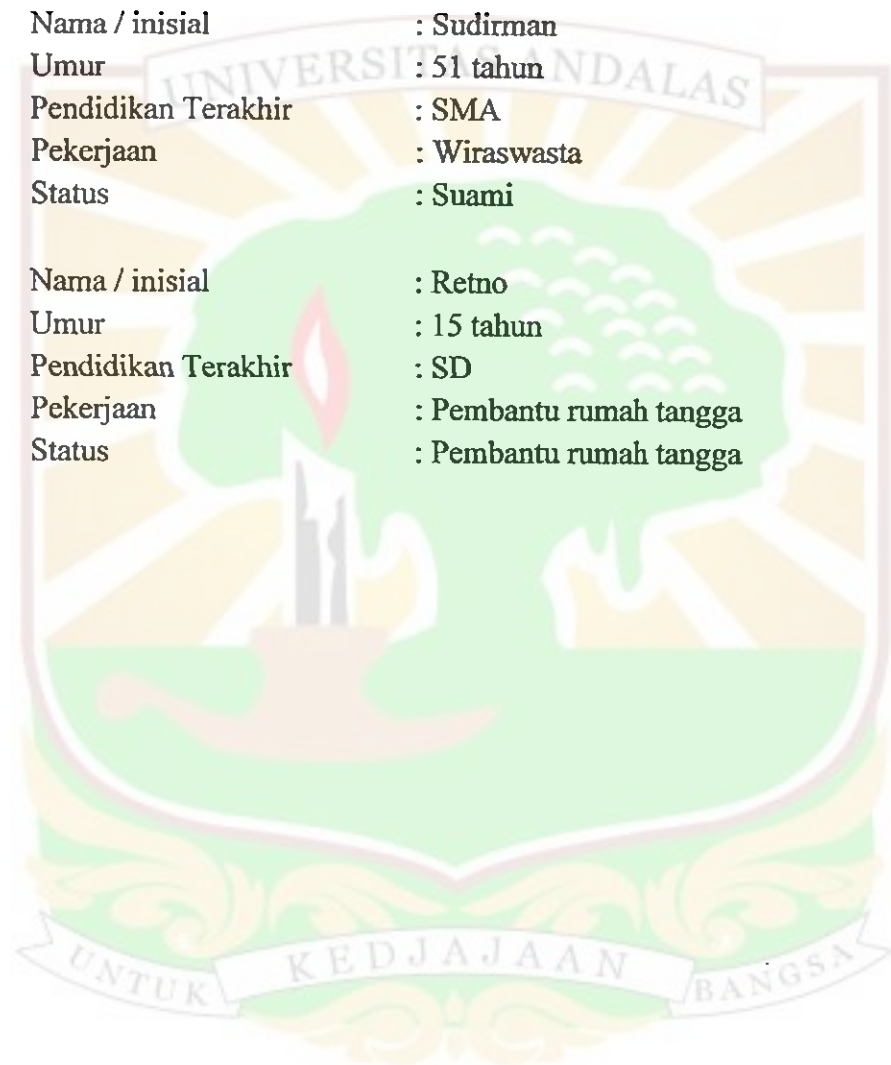 Nama / inisial : Sudirman
UNIVERSITAS ANDALAS
Umur : 51 tahun
Pendidikan Terakhir : SMA
Pekerjaan : Wiraswasta
Status : Suami
Nama / inisial : Retno
Umur : 15 tahun
Pendidikan Terakhir : SD
Pekerjaan : Pembantu rumah tangga
Status : Pembantu rumah tangga
UNTUK KEDJAJAAN BANGSA